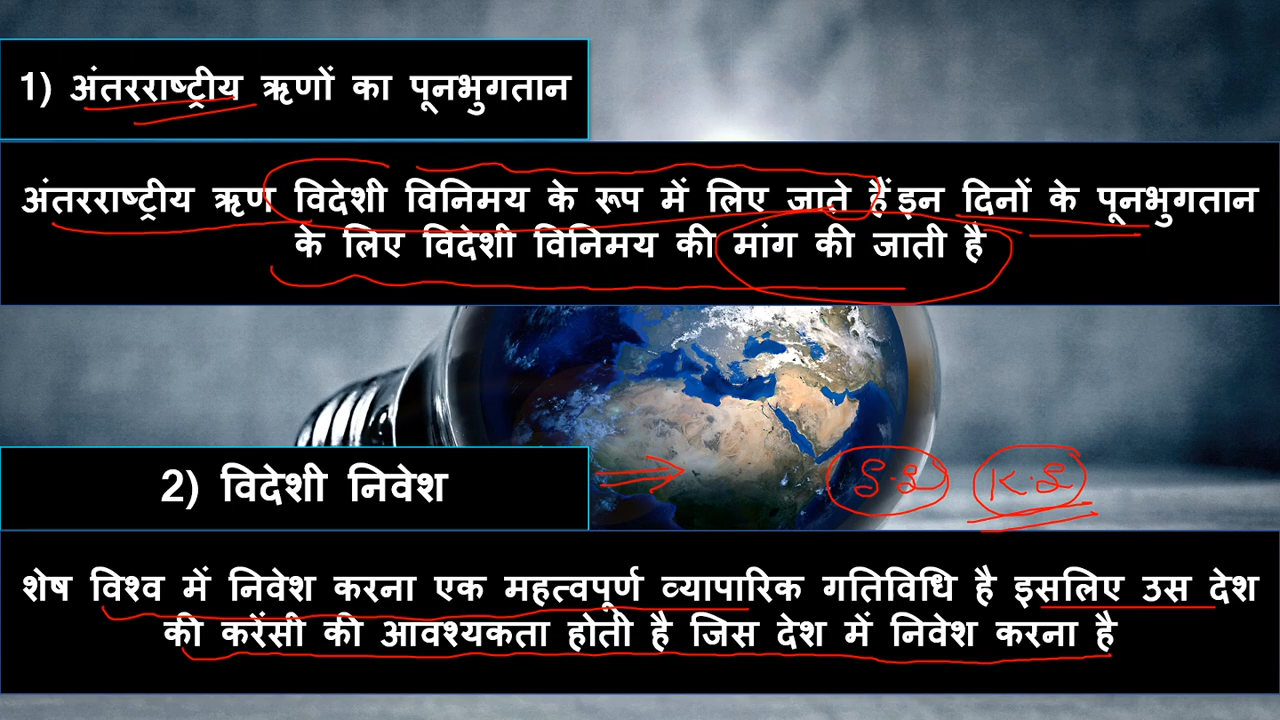 1) अंतरराष्ट्रीय ऋणों का पूनभुगतान
अंतरराष्ट्रीय ऋण विदेशी विनिमय के रूप में लिए जाते हैं इन दिनों के पूनभुगतान
के लिए विदेशी विनिमय की मांग की जाती है
2) विदेशी निवेश
S.L K.L
शेष विश्व में निवेश करना एक महत्वपूर्ण व्यापारिक गतिविधि है इसलिए उस देश
की करेंसी की आवश्यकता होती है जिस देश में निवेश करना है